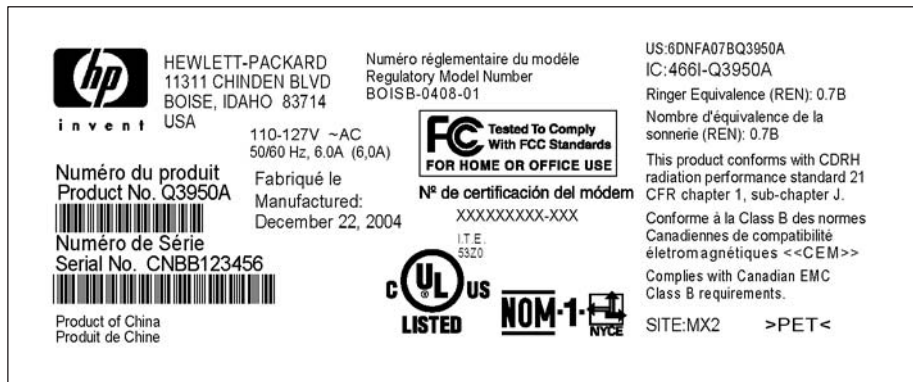 hp
invent
HEWLETT-PACKARD
11311 CHINDEN BLVD
BOISE, IDAHO 83714
USA
110-127V ~AC
50/60 Hz, 6.0A (6,0A)
Numéro du produit
Product No. Q3950A
Fabriqué le
Manufactured:
December 22, 2004
Numéro de Série
Serial No. CNBB123456
Product of China
Produit de Chine
Numéro réglementaire du modèle
Regulatory Model Number
BOISB-0408-01
FC Tested To Comply
With FCC Standards
FOR HOME OR OFFICE USE
Nº de certificación del módem
XXXXXXXXX-XXX
I.T.E.
53Z0
C UL ® US
LISTED
NOM-1-
NYCE
US:6DNFA07BQ3950A
IC:466I-Q3950A
Ringer Equivalence (REN): 0.7B
Nombre d'équivalence de la
sonnerie (REN): 0.7B
This product conforms with CDRH
radiation performance standard 21
CFR chapter 1, sub-chapter J.
Conforme à la Class B des normes
Canadiennes de compatibilité
életromagnétiques <<CEM>>
Complies with Canadian EMC
Class B requirements.
SITE:MX2 >PET<